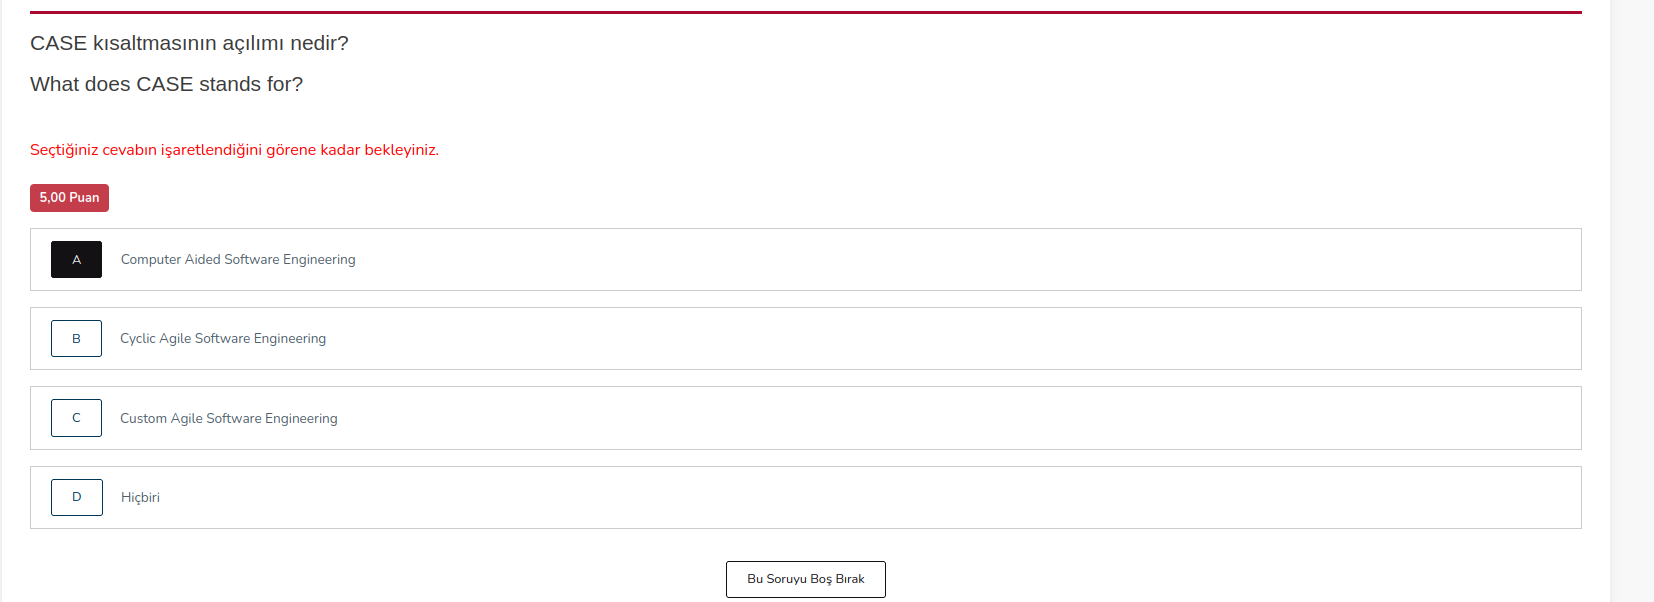 CASE kısaltmasının açılımı nedir?
What does CASE stands for?
Seçtiğiniz cevabın işaretlendiğini görene kadar bekleyiniz.
5,00 Puan
A Computer Aided Software Engineering
B Cyclic Agile Software Engineering
C Custom Agile Software Engineering
D Hiçbiri
Bu Soruyu Boş Bırak